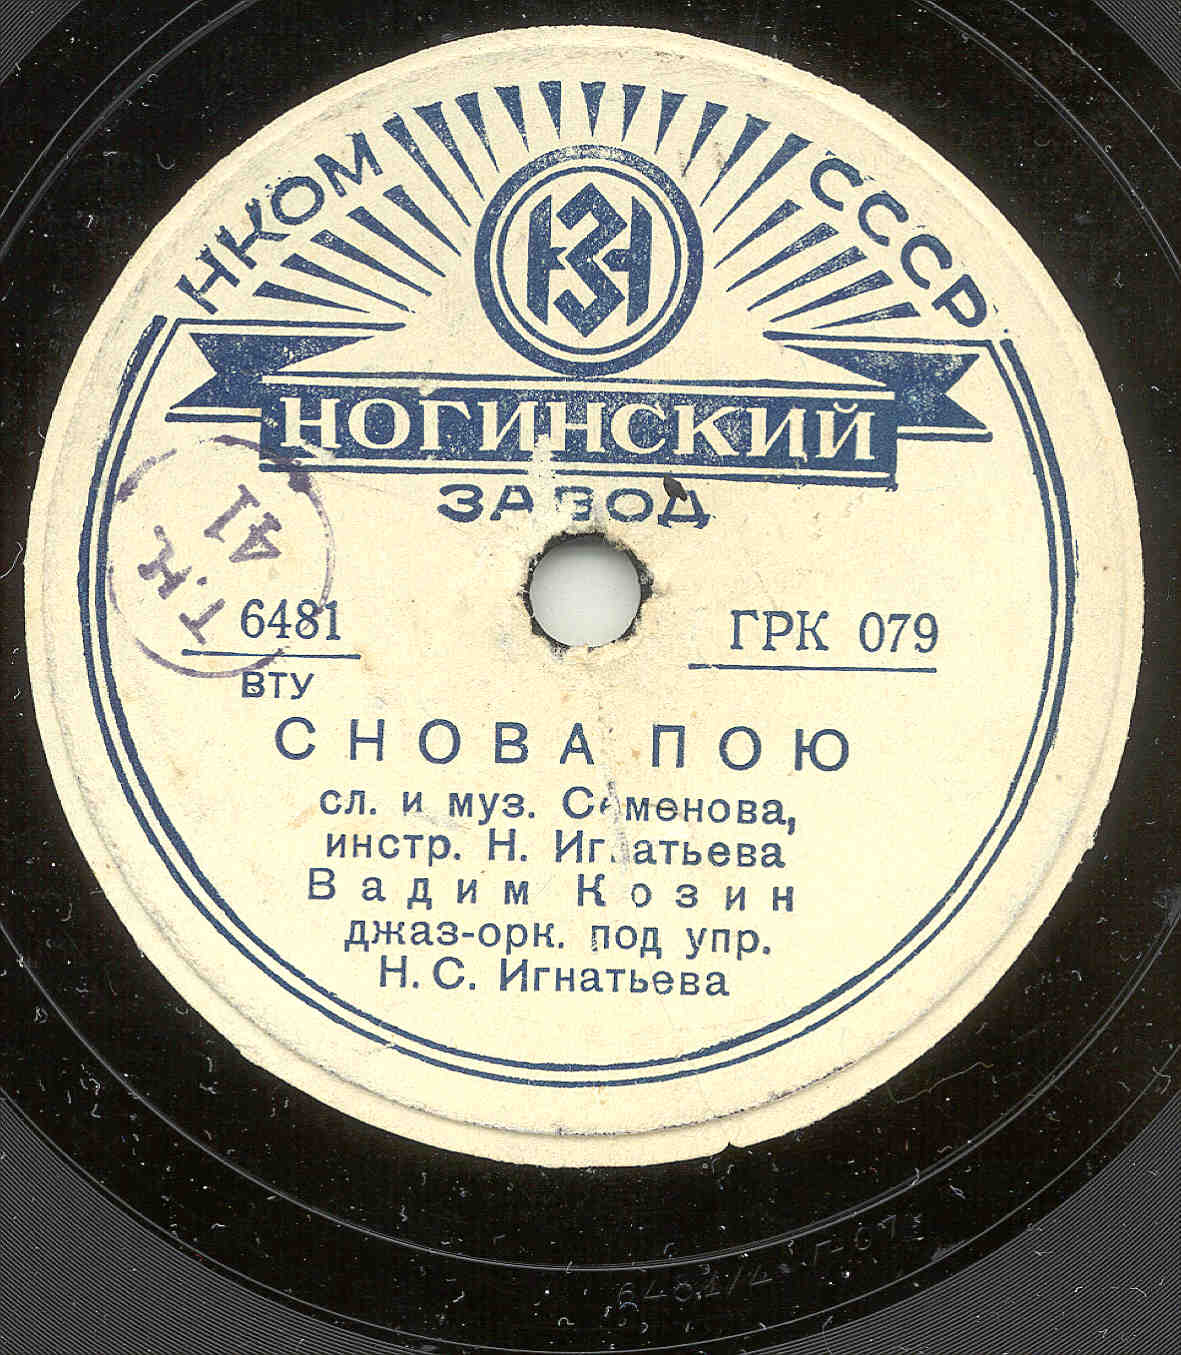 НКОМ СССР
НЗН
НОГИНСКИЙ
ЗАВОД
Т.Н.
41
6481 ГРК 079
ВТУ
СНОВА ПОЮ
сл. и муз. Семенова,
инстр. Н. Игнатьева
Вадим Козин
джаз-орк. под упр.
Н. С. Игнатьева